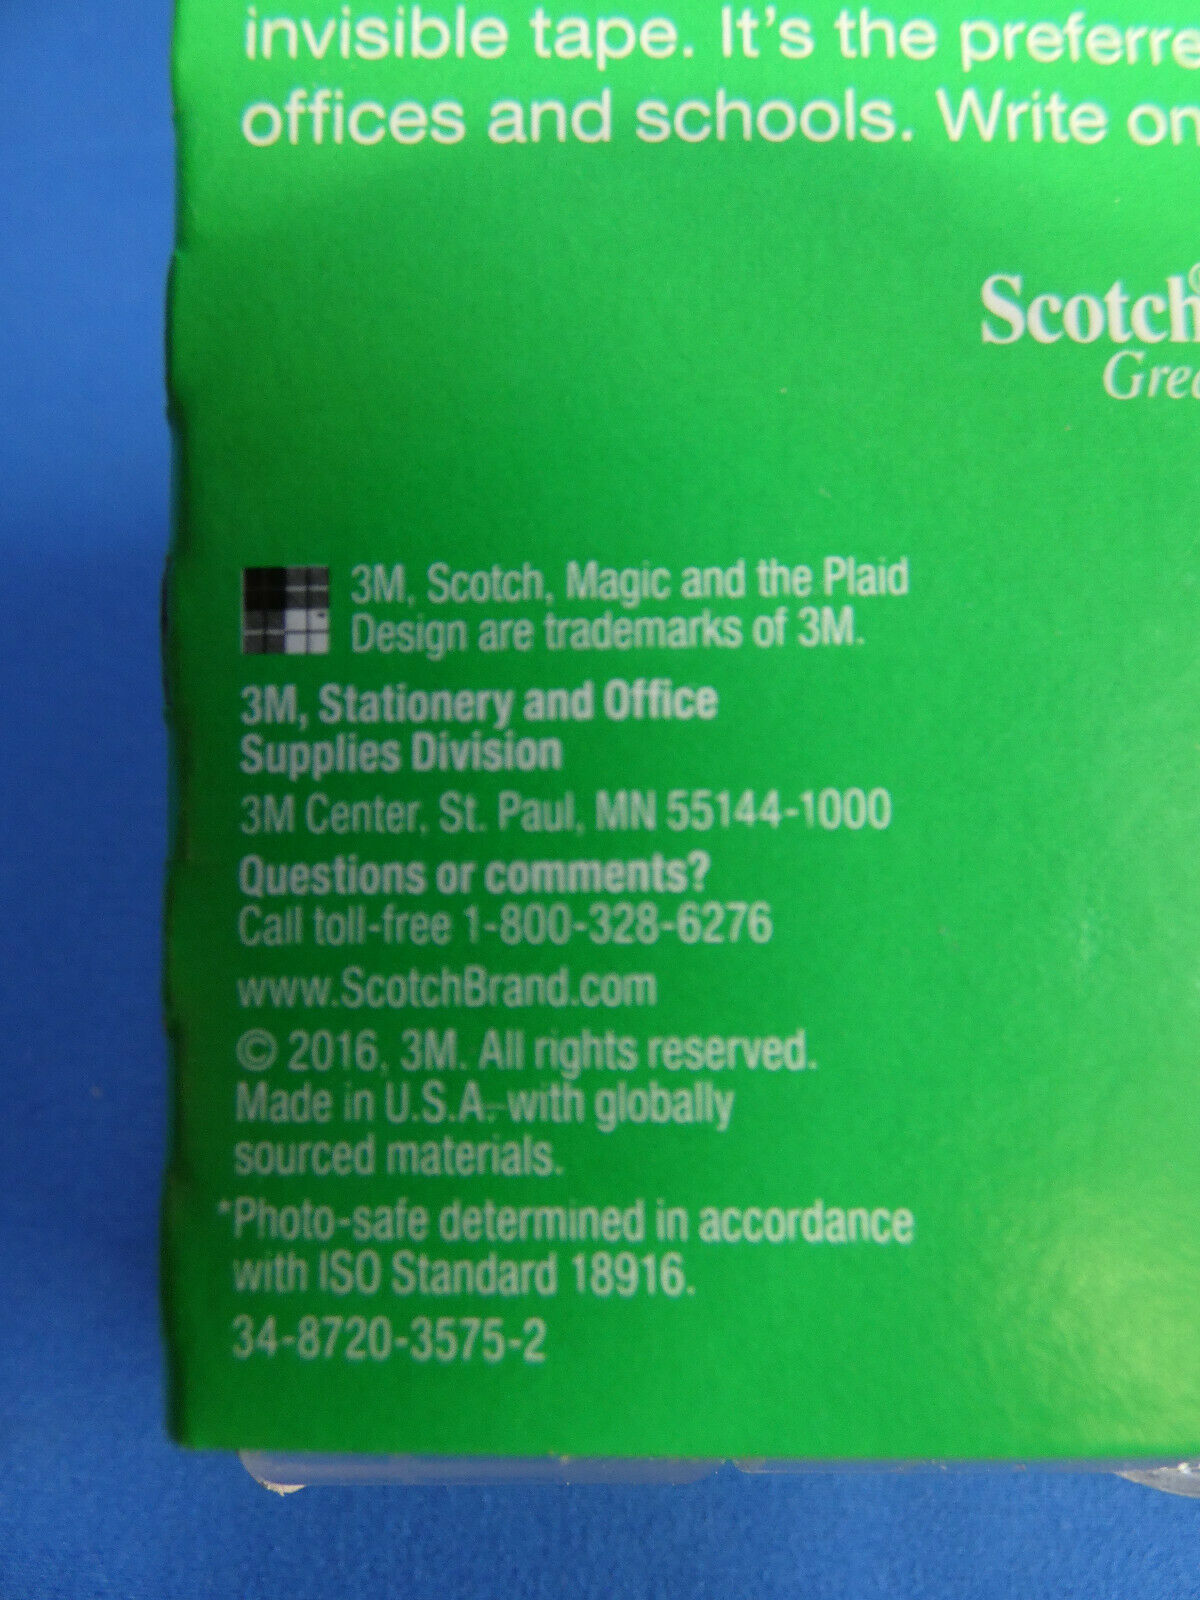 invisible tape. It's the preferre
offices and schools. Write on
Scotch®
Grea
3M, Scotch, Magic and the Plaid
Design are trademarks of 3M.
3M, Stationery and Office
Supplies Division
3M Center, St. Paul, MN 55144-1000
Questions or comments?
Call toll-free 1-800-328-6276
www.ScotchBrand.com
© 2016, 3M. All rights reserved.
Made in U.S.A. with globally
sourced materials.
*Photo-safe determined in accordance
with ISO Standard 18916.
34-8720-3575-2